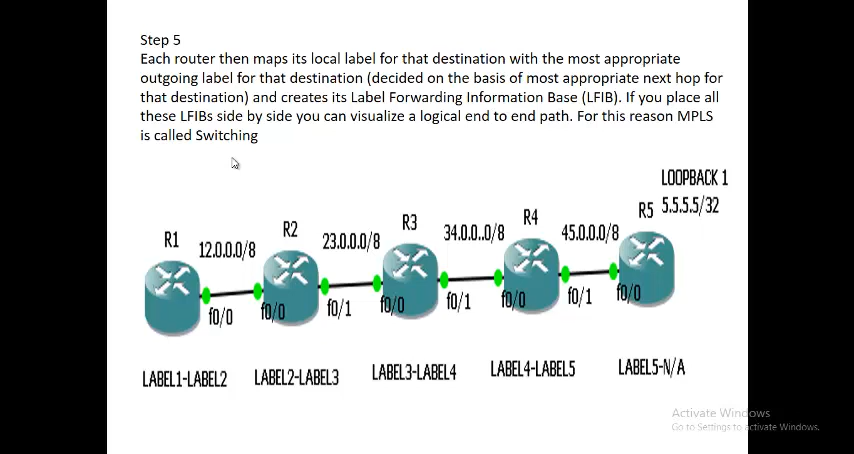 Step 5
Each router then maps its local label for that destination with the most appropriate
outgoing label for that destination (decided on the basis of most appropriate next hop for
that destination) and creates its Label Forwarding Information Base (LFIB). If you place all
these LFIBs side by side you can visualize a logical end to end path. For this reason MPLS
is called Switching
LOOPBACK 1
R5 5.5.5.5/32
R1 12.0.0.0/8 R2 23.0.0.0/8 R3 34.0.0..0/8 R4 45.0.0.0/8
f0/0 f0/0 f0/1 f0/0 f0/1 f0/0 f0/1 f0/0
LABEL1-LABEL2 LABEL2-LABEL3 LABEL3-LABEL4 LABEL4-LABEL5 LABEL5-N/A
Activate Windows
Go to Settings to activate Windows.